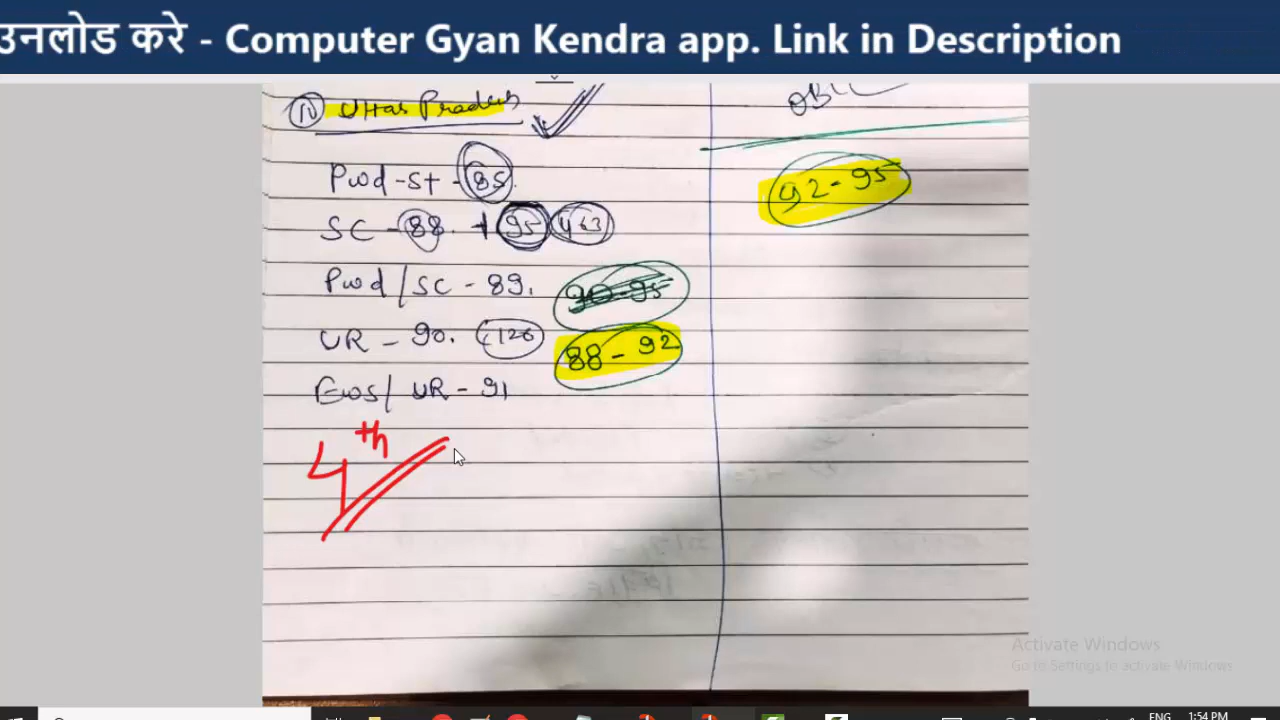 उनलोड करे - Computer Gyan Kendra app. Link in Description
OBC
IV Uttar Pradesh
92-95
Pwd-ST - 85.
SC - 88. + 95 463
Pwd / SC - 89. 90-95
UR - 90. 126
88 - 92
Ews / UR - 91
4th
Activate Windows
Go to Settings to activate Windows
ENG 1:54 PM